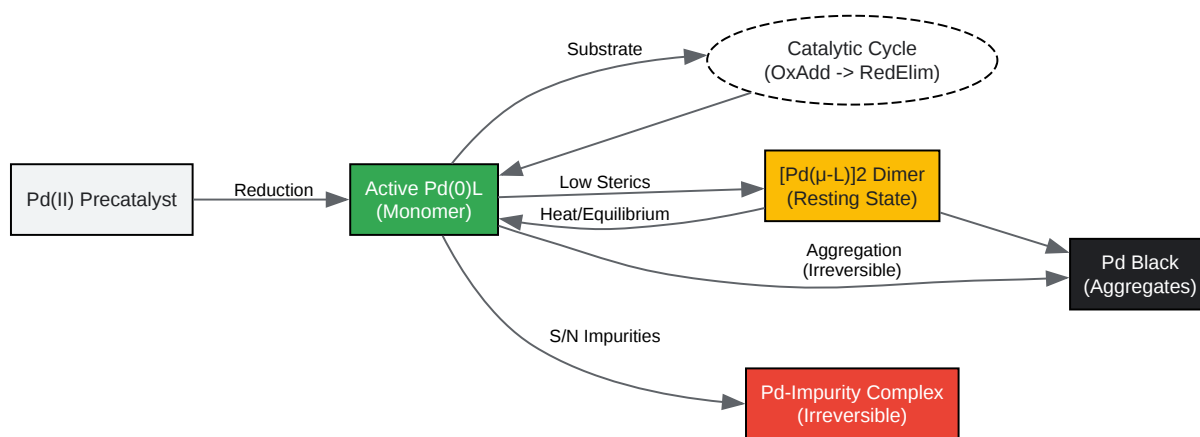 Substrate
Catalytic Cycle
(OxAdd -> RedElim)
Pd(II) Precatalyst
Reduction
Active Pd(0)L
(Monomer)
Low Sterics
Heat/Equilibrium
[Pd(μ-L)]2 Dimer
(Resting State)
Aggregation
(Irreversible)
Pd Black
(Aggregates)
S/N Impurities
Pd-Impurity Complex
(Irreversible)